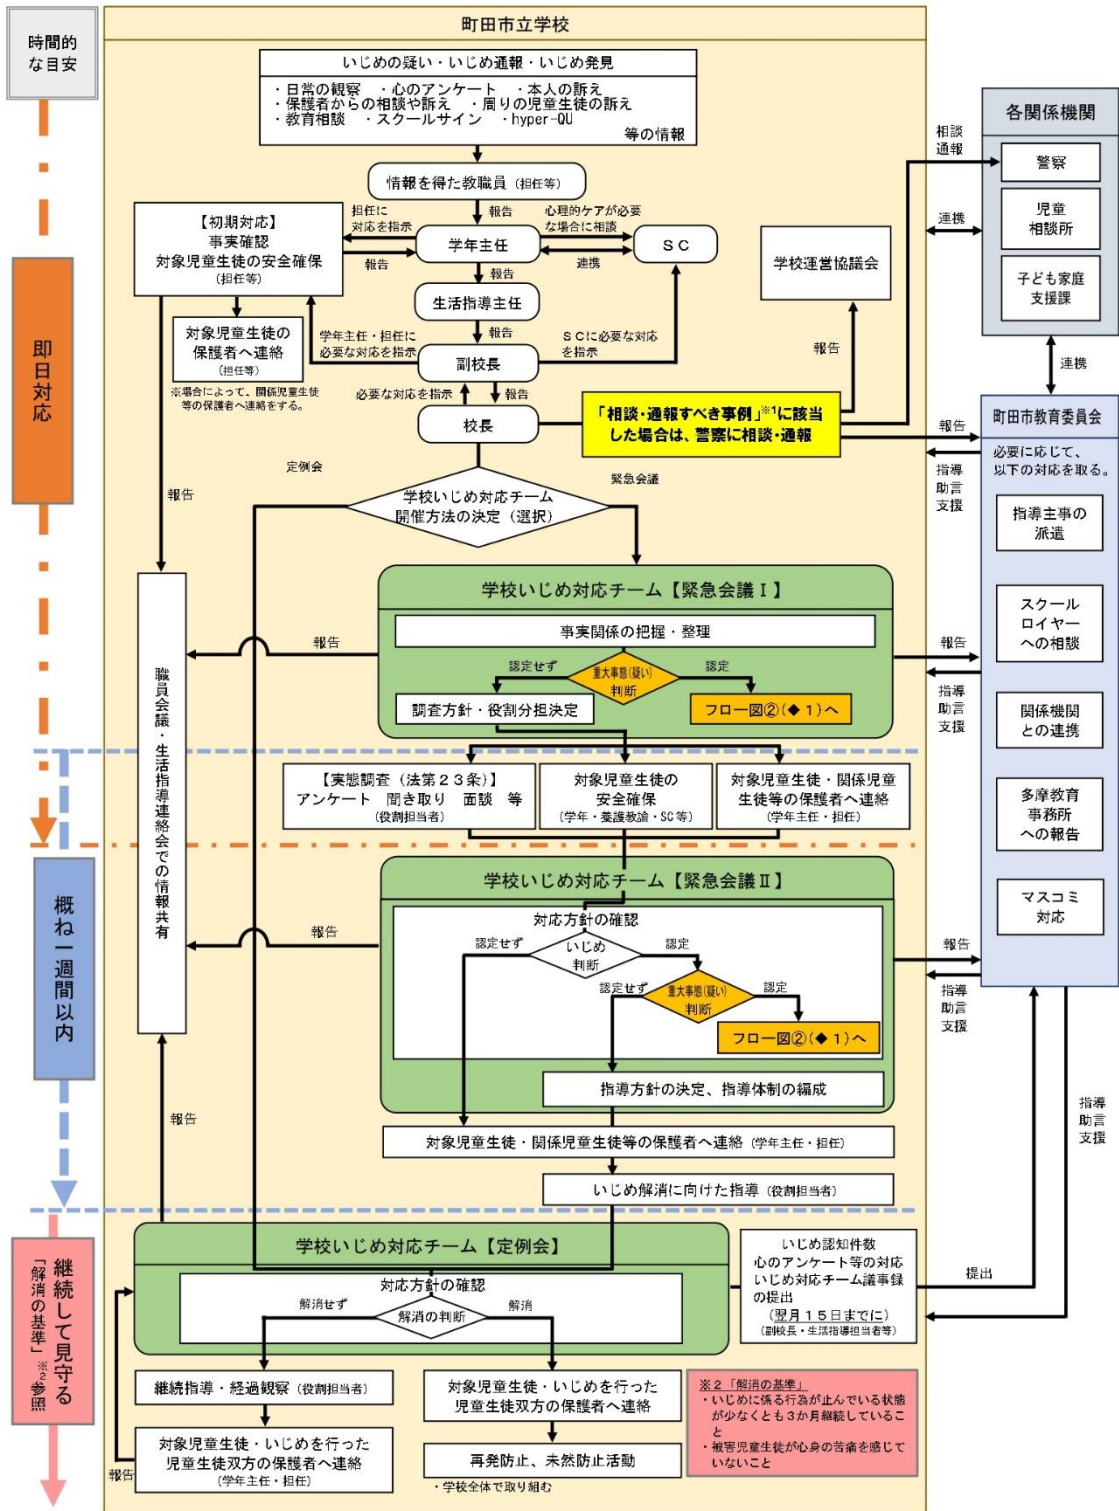 時間的
な目安
町田市立学校
いじめの疑い・いじめ通報・いじめ発見
・日常の観察　・心のアンケート　・本人の訴え
・保護者からの相談や訴え　・周りの児童生徒の訴え
・教育相談　・スクールサイン　・hyper-QU
等の情報
情報を得た教職員（担任等）
報告
担任に
対応を指示
心理的ケアが必要
な場合に相談
【初期対応】
事実確認
対象児童生徒の安全確保
（担任等）
学年主任
ＳＣ
報告
連携
報告
生活指導主任
対象児童生徒の
保護者へ連絡
（担任等）
※場合によって、関係児童生徒
等の保護者へ連絡をする。
学年主任・担任に
必要な対応を指示
報告
ＳＣに必要な対応
を指示
副校長
必要な対応を指示
報告
校長
「相談・通報すべき事例」※1に該当
した場合は、警察に相談・通報
学校運営協議会
報告
相談
通報
連携
各関係機関
警察
児童
相談所
子ども家庭
支援課
連携
町田市教育委員会
必要に応じて、
以下の対応を取る。
指導主事の
派遣
スクール
ロイヤー
への相談
関係機関
との連携
多摩教育
事務所
への報告
マスコミ
対応
報告
指導
助言
支援
即日対応
定例会
緊急会議
学校いじめ対応チーム
開催方法の決定（選択）
報告
学校いじめ対応チーム【緊急会議Ⅰ】
事実関係の把握・整理
認定せず
重大事態(疑い)
判断
認定
調査方針・役割分担決定
フロー図②(◆１)へ
報告
報告
指導
助言
支援
職員会議・生活指導連絡会での情報共有
【実態調査（法第２３条）】
アンケート　聞き取り　面談　等
（役割担当者）
対象児童生徒の
安全確保
（学年・養護教諭・SC等）
対象児童生徒・関係児童
生徒等の保護者へ連絡
（学年主任・担任）
概ね一週間以内
学校いじめ対応チーム【緊急会議Ⅱ】
対応方針の確認
認定せず
いじめ
判断
認定
認定せず
重大事態(疑い)
判断
認定
フロー図②(◆１)へ
指導方針の決定、指導体制の編成
報告
報告
指導
助言
支援
対象児童生徒・関係児童生徒等の保護者へ連絡（学年主任・担任）
いじめ解消に向けた指導（役割担当者）
報告
指導
助言
支援
継続して見守る
「解消の基準」※2参照
学校いじめ対応チーム【定例会】
対応方針の確認
解消せず
解消の判断
解消
いじめ認知件数
心のアンケート等の対応
いじめ対応チーム議事録
の提出
（翌月１５日までに）
（副校長・生活指導担当者等）
提出
継続指導・経過観察（役割担当者）
対象児童生徒・いじめを行った
児童生徒双方の保護者へ連絡
（学年主任・担任）
報告
対象児童生徒・いじめを行った
児童生徒双方の保護者へ連絡
再発防止、未然防止活動
・学校全体で取り組む
※２「解消の基準」
・いじめに係る行為が止んでいる状態
が少なくとも３か月継続しているこ
と
・被害児童生徒が心身の苦痛を感じて
いないこと